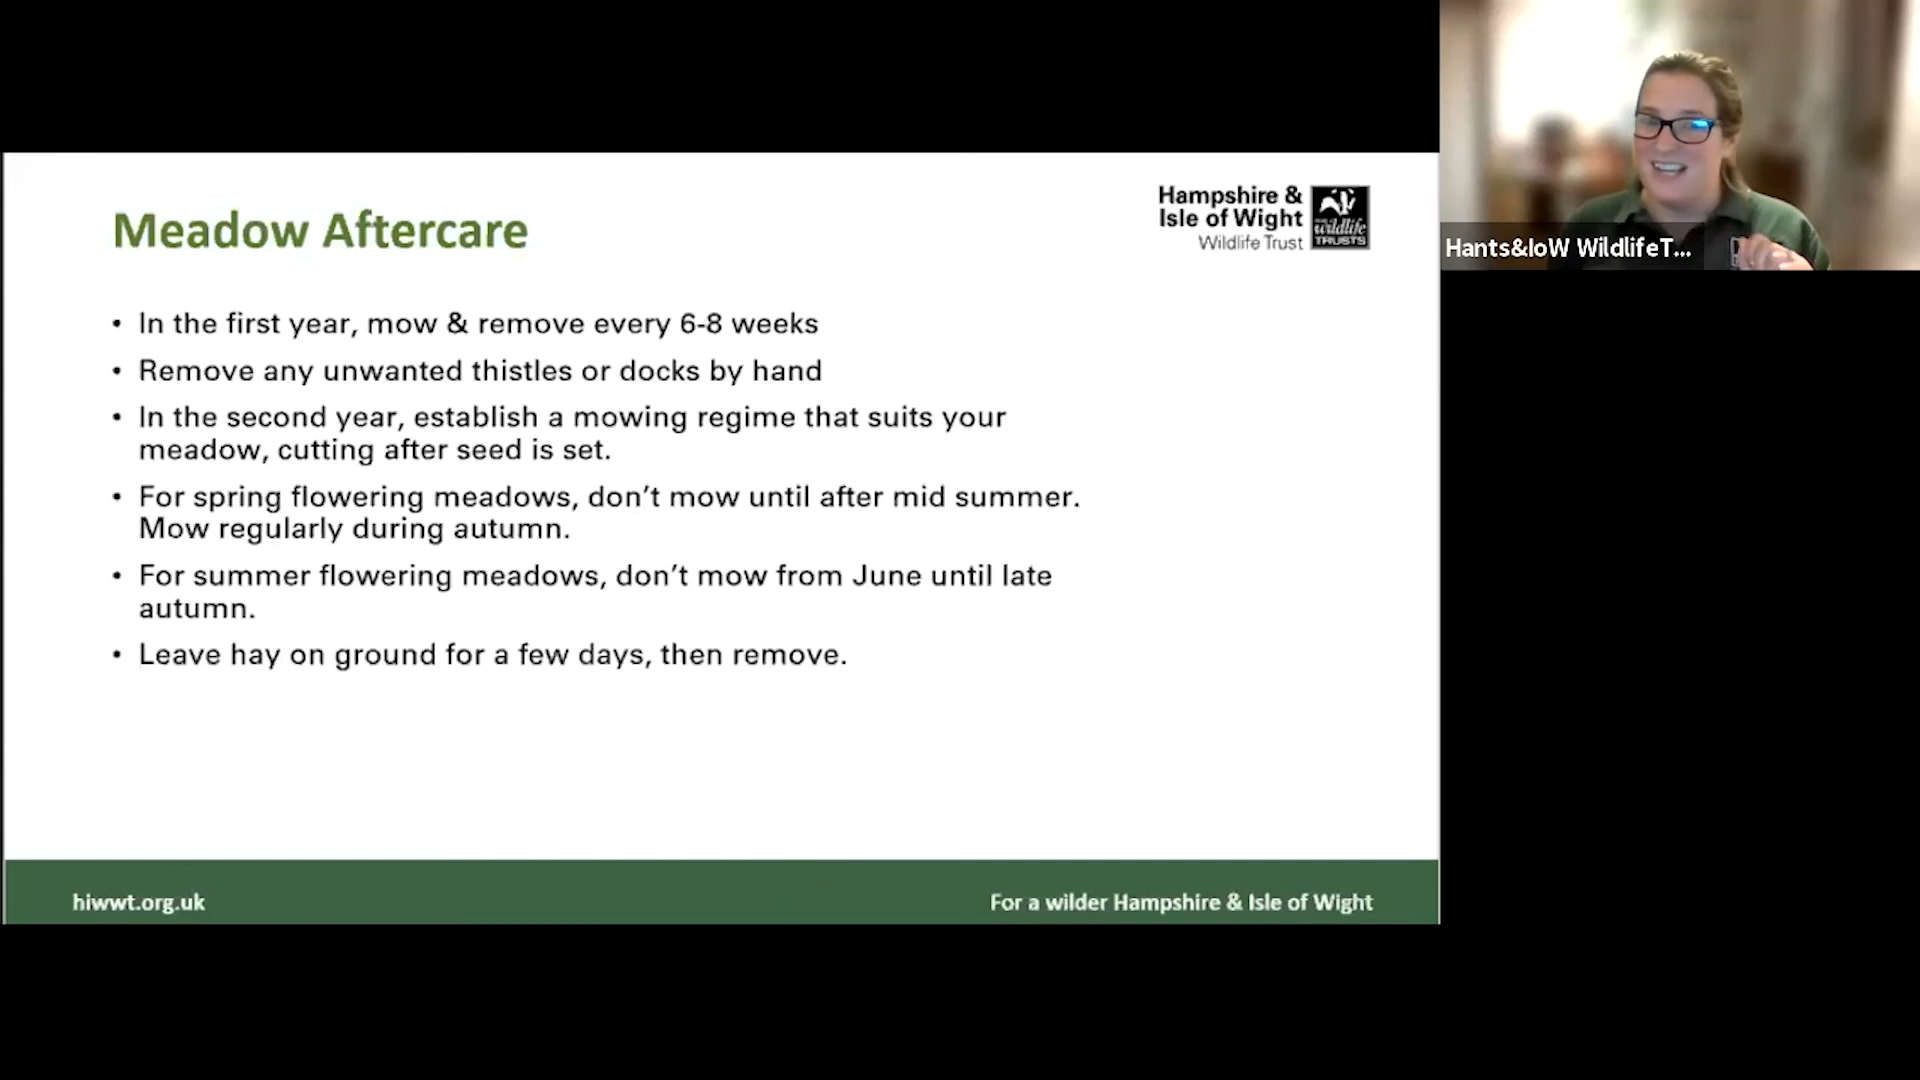 Meadow Aftercare
Hampshire &
Isle of Wight
Wildlife Trust
wildlife
TRUSTS
• In the first year, mow & remove every 6-8 weeks
• Remove any unwanted thistles or docks by hand
• In the second year, establish a mowing regime that suits your
meadow, cutting after seed is set.
• For spring flowering meadows, don’t mow until after mid summer.
Mow regularly during autumn.
• For summer flowering meadows, don’t mow from June until late
autumn.
• Leave hay on ground for a few days, then remove.
hiwwt.org.uk
For a wilder Hampshire & Isle of Wight
Hants&IoW WildlifeT...